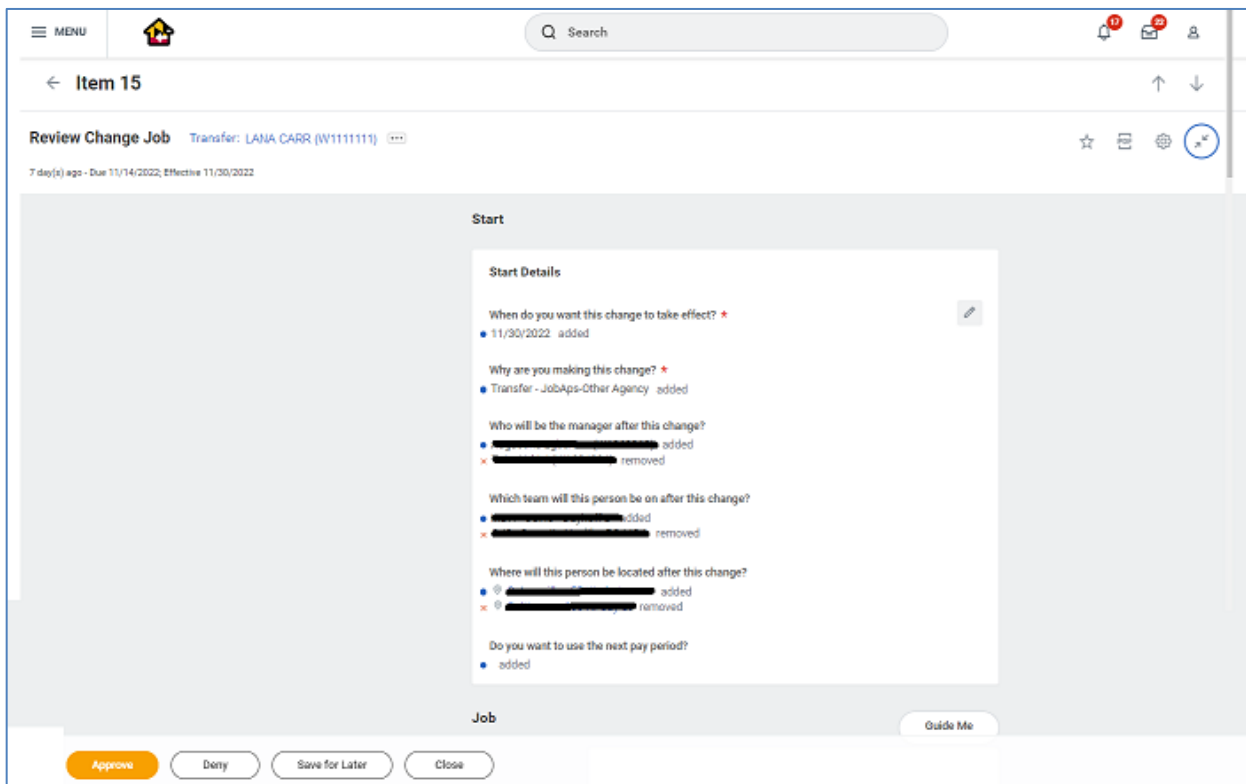 MENU
Search
17
22
Item 15
Review Change Job Transfer: LANA CARR (W1111111)
7 day(s) ago - Due 11/14/2022; Effective 11/30/2022
Start
Start Details
When do you want this change to take effect? *
11/30/2022 added
Why are you making this change? *
Transfer - JobAps-Other Agency added
Who will be the manager after this change?
added
removed
Which team will this person be on after this change?
added
removed
Where will this person be located after this change?
added
removed
Do you want to use the next pay period?
added
Job
Guide Me
Approve Deny Save for Later Close